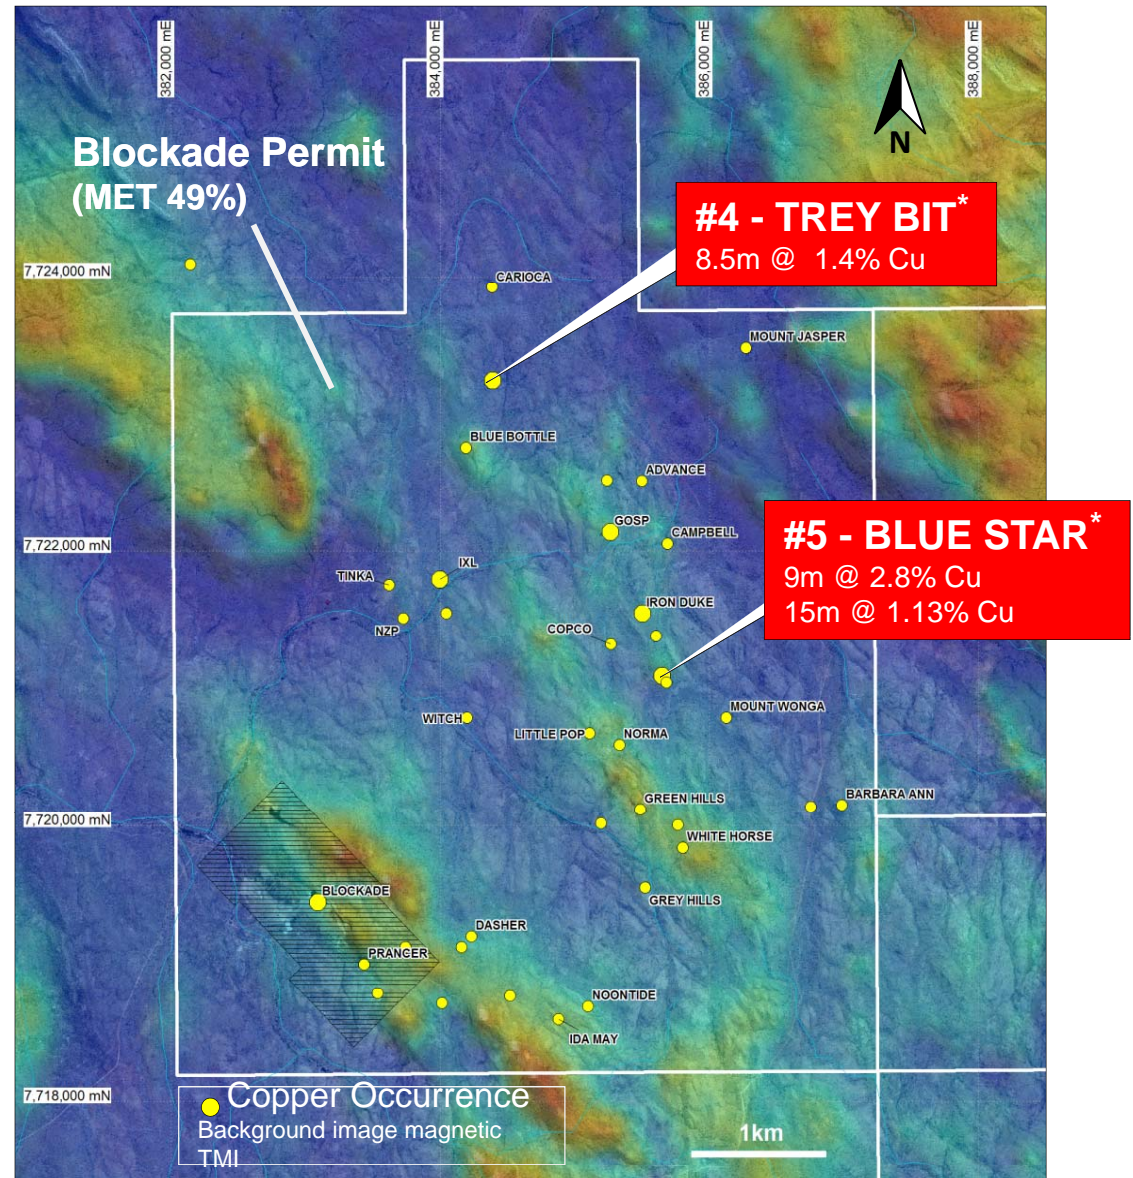 382,000 mE
384,000 mE
386,000 mE
388,000 mE
N
Blockade Permit
(MET 49%)
#4 - TREY BIT*
8.5m @ 1.4% Cu
7,724,000 mN
CARIOCA
MOUNT JASPER
BLUE BOTTLE
ADVANCE
GOSP
CAMPBELL
#5 - BLUE STAR*
9m @ 2.8% Cu
15m @ 1.13% Cu
7,722,000 mN
IXL
TINKA
IRON DUKE
NZP
COPCO
WITCH
MOUNT WONGA
LITTLE POP
NORMA
BARBARA ANN
GREEN HILLS
7,720,000 mN
WHITE HORSE
BLOCKADE
GREY HILLS
DASHER
PRANCER
NOONTIDE
IDA MAY
7,718,000 mN
Copper Occurrence
Background image magnetic
TMI
1km